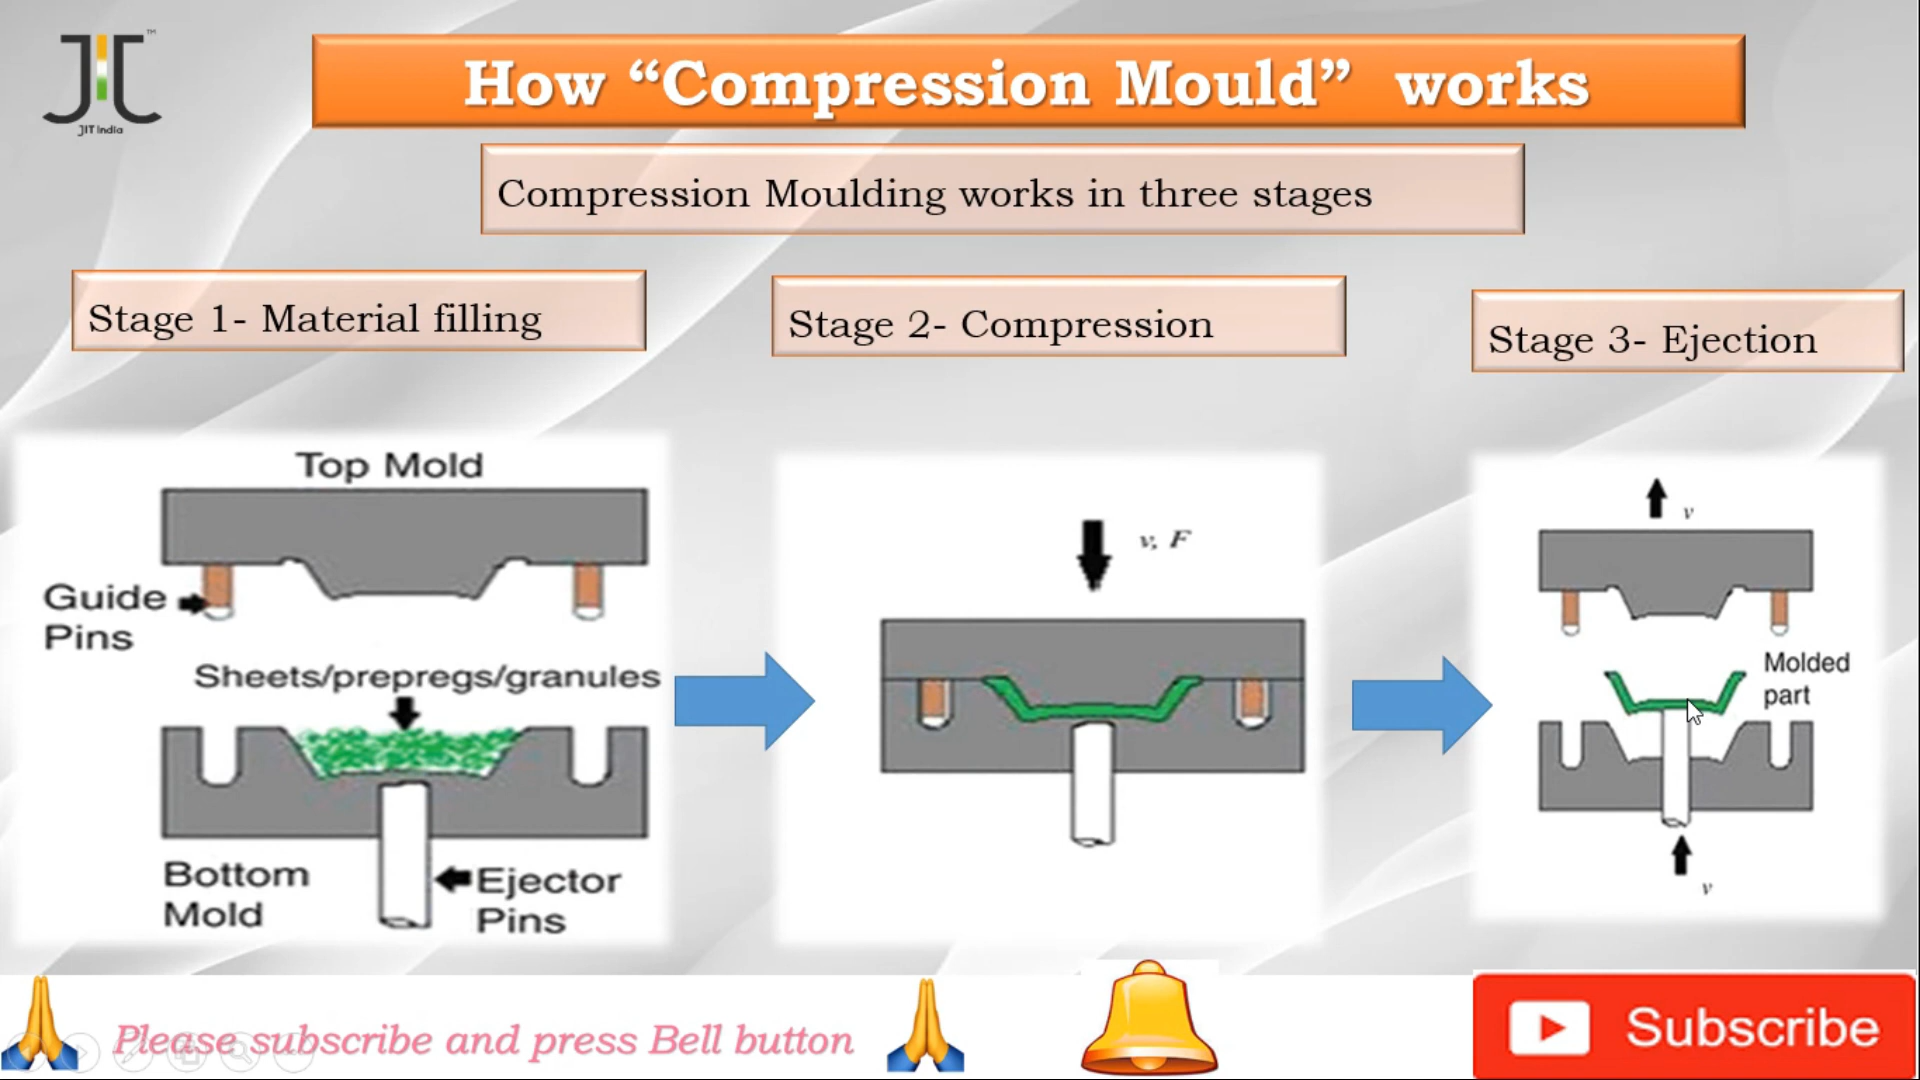 TM
JIT India
How “Compression Mould” works
Compression Moulding works in three stages
Stage 1- Material filling
Stage 2- Compression
Stage 3- Ejection
Top Mold
Guide
Pins
Sheets/prepregs/granules
Bottom
Mold
Ejector
Pins
v, F
v
Molded
part
v
Please subscribe and press Bell button
Subscribe